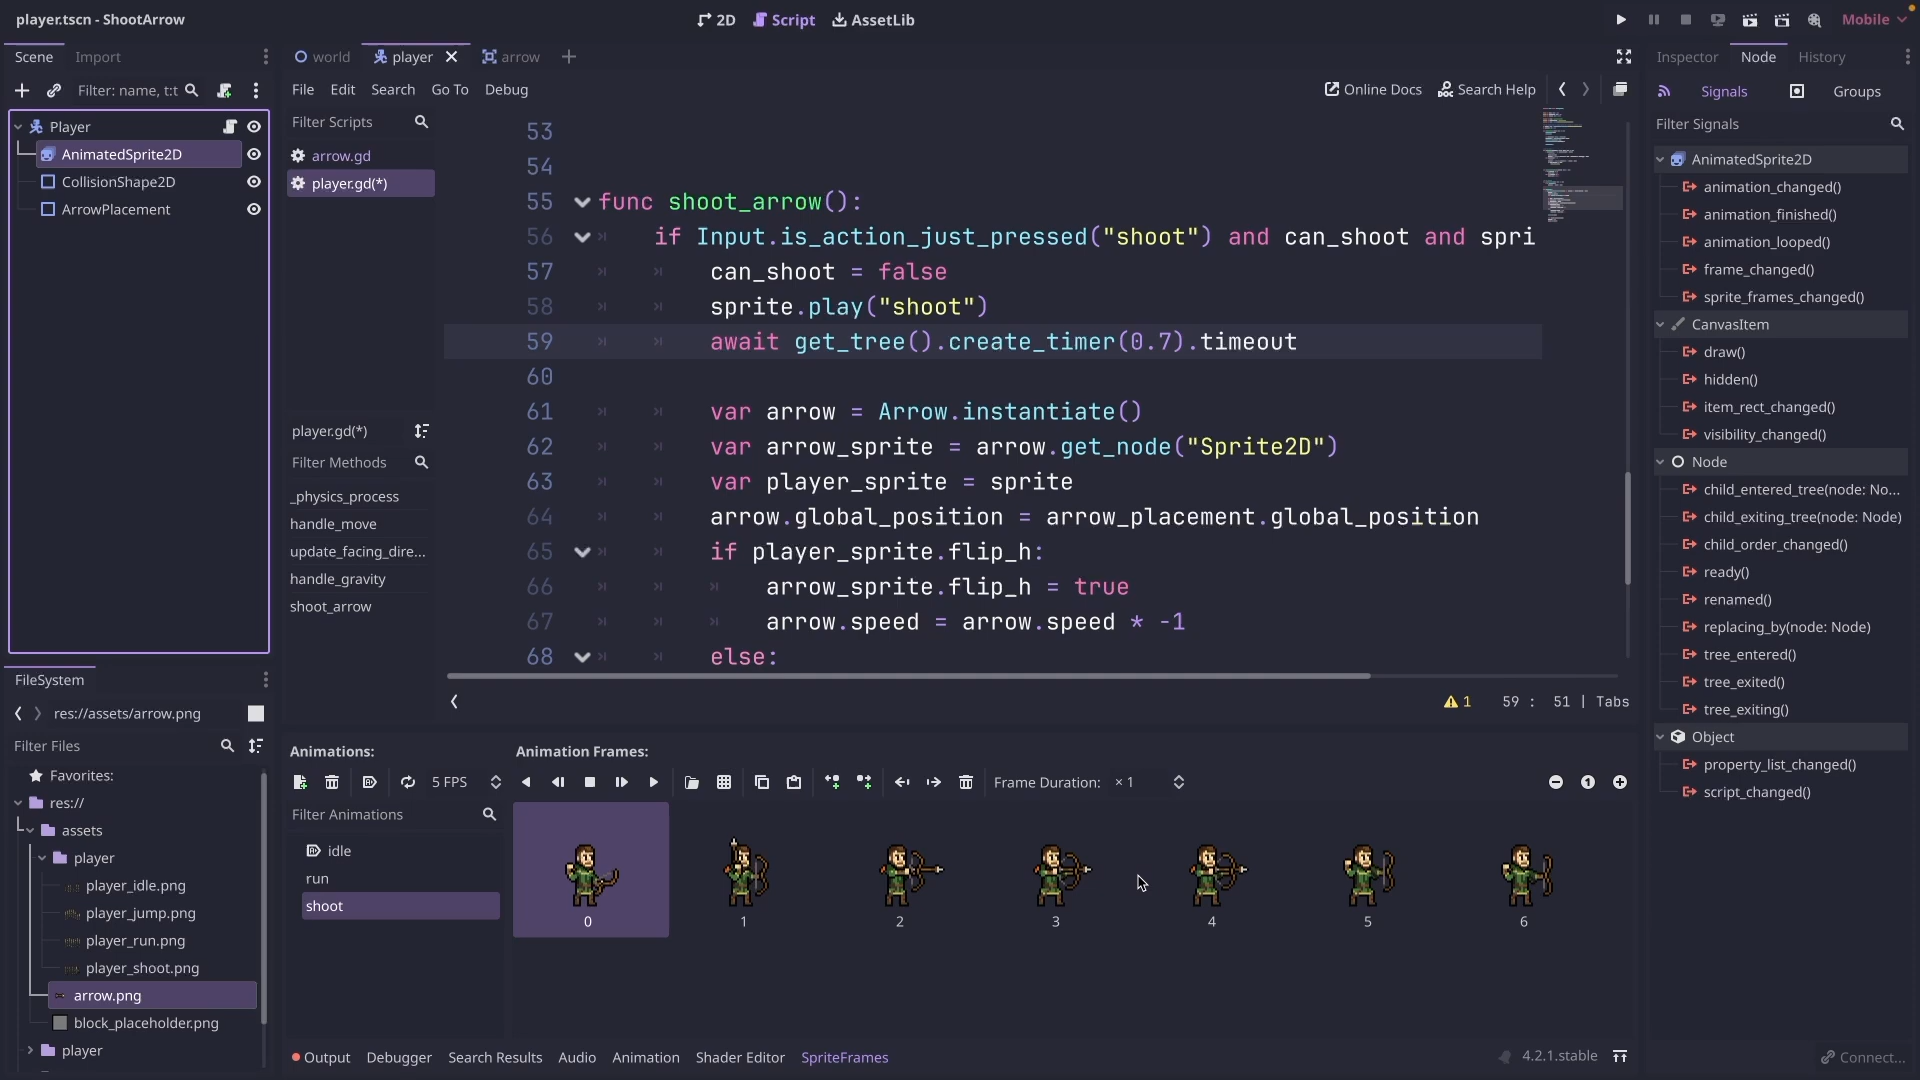 player.tscn - ShootArrow
2D
Script
AssetLib
Mobile
Scene
Import
world
player
arrow
Inspector
Node
History
Filter: name, t:t
File
Edit
Search
Go To
Debug
Online Docs
Search Help
Signals
Groups
Filter Scripts
Filter Signals
Player
AnimatedSprite2D
CollisionShape2D
ArrowPlacement
arrow.gd
player.gd(*)
player.gd(*)
Filter Methods
_physics_process
handle_move
update_facing_dire...
handle_gravity
shoot_arrow
53
54
55 func shoot_arrow():
56 if Input.is_action_just_pressed("shoot") and can_shoot and spri
57 can_shoot = false
58 sprite.play("shoot")
59 await get_tree().create_timer(0.7).timeout
60
61 var arrow = Arrow.instantiate()
62 var arrow_sprite = arrow.get_node("Sprite2D")
63 var player_sprite = sprite
64 arrow.global_position = arrow_placement.global_position
65 if player_sprite.flip_h:
66 arrow_sprite.flip_h = true
67 arrow.speed = arrow.speed * -1
68 else:
1
59 : 51 | Tabs
AnimatedSprite2D
animation_changed()
animation_finished()
animation_looped()
frame_changed()
sprite_frames_changed()
CanvasItem
draw()
hidden()
item_rect_changed()
visibility_changed()
Node
child_entered_tree(node: No...
child_exiting_tree(node: Node)
child_order_changed()
ready()
renamed()
replacing_by(node: Node)
tree_entered()
tree_exited()
tree_exiting()
Object
property_list_changed()
script_changed()
FileSystem
res://assets/arrow.png
Filter Files
Favorites:
res://
assets
player
player_idle.png
player_jump.png
player_run.png
player_shoot.png
arrow.png
block_placeholder.png
player
Animations:
5 FPS
Filter Animations
idle
run
shoot
Animation Frames:
Frame Duration: × 1
1
0
1
2
3
4
5
6
Output
Debugger
Search Results
Audio
Animation
Shader Editor
SpriteFrames
4.2.1.stable
Connect...